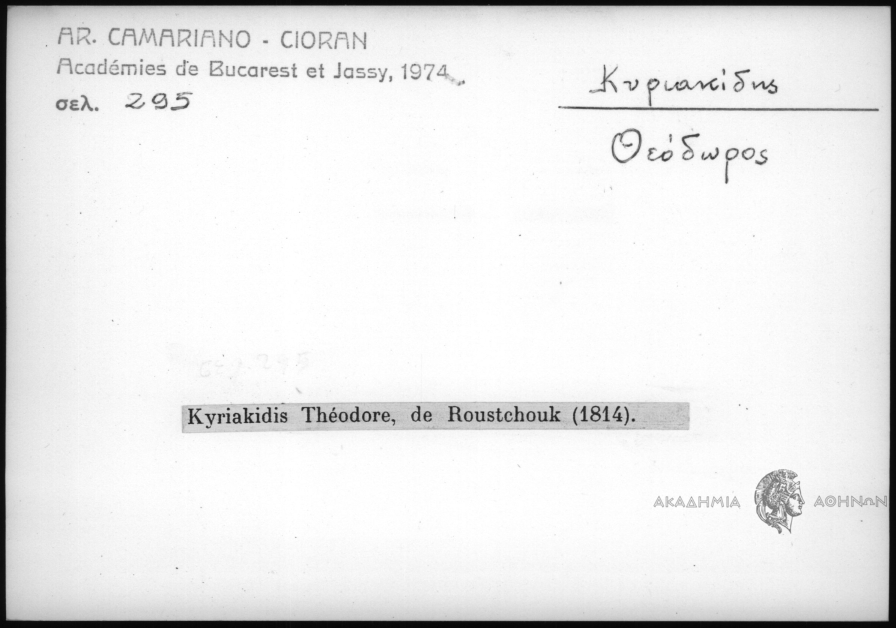 AR. CAMARIANO - CIORAN
Académies de Bucarest et Jassy, 1974
σελ. 295
Κυριακίδης
Θεόδωρος
Kyriakidis Théodore, de Roustchouk (1814).
ΑΚΑΔΗΜΙΑ ΑΘΗΝΩΝ